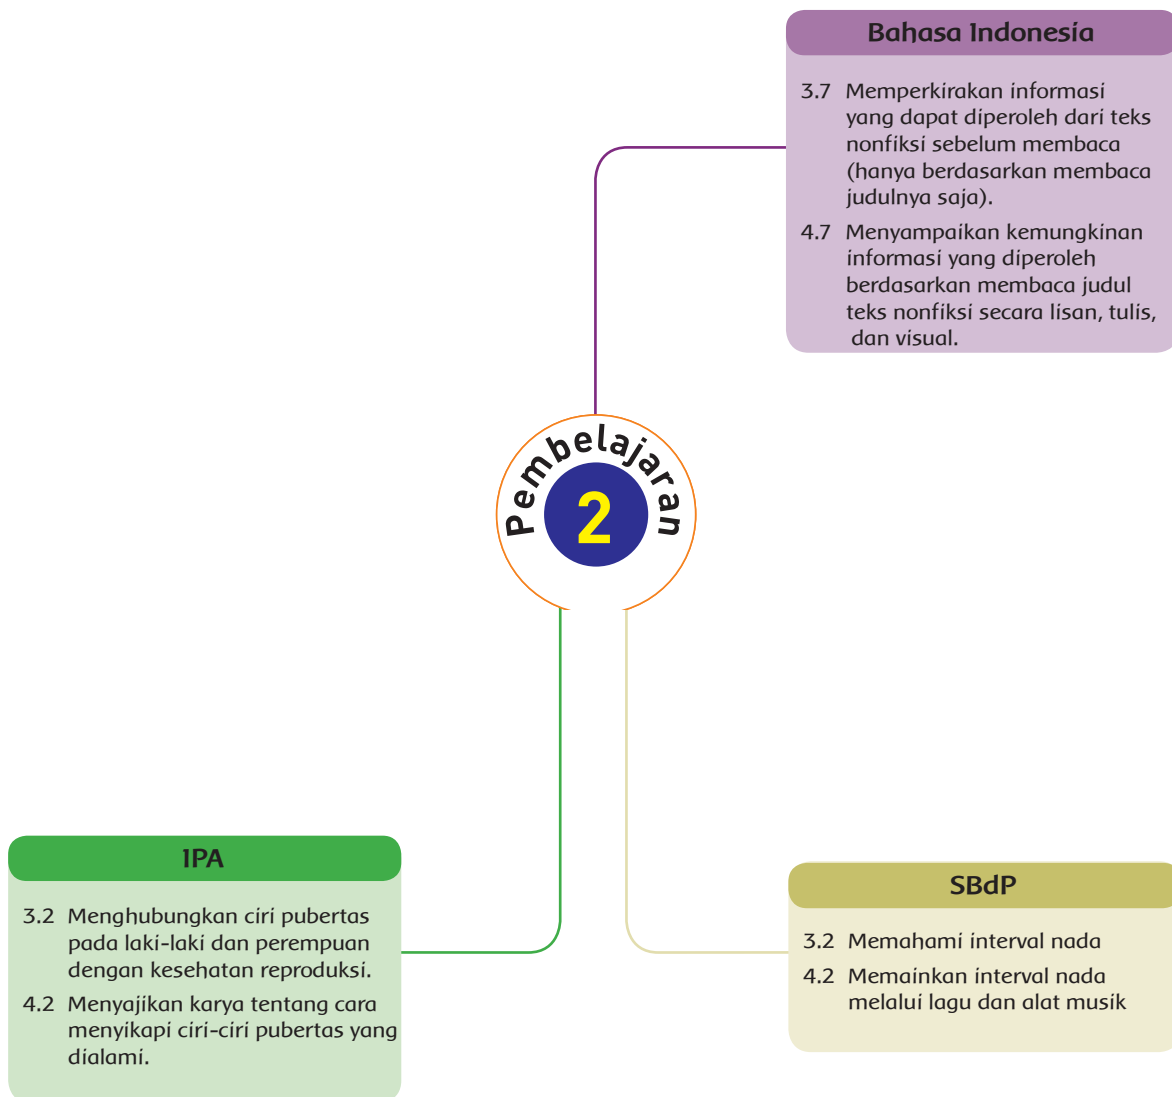 Bahasa Indonesia
3.7 Memperkirakan informasi
yang dapat diperoleh dari teks
nonfiksi sebelum membaca
(hanya berdasarkan membaca
judulnya saja).
4.7 Menyampaikan kemungkinan
informasi yang diperoleh
berdasarkan membaca judul
teks nonfiksi secara lisan, tulis,
dan visual.
Pembelajaran
2
IPA
3.2 Menghubungkan ciri pubertas
pada laki-laki dan perempuan
dengan kesehatan reproduksi.
4.2 Menyajikan karya tentang cara
menyikapi ciri-ciri pubertas yang
dialami.
SBdP
3.2 Memahami interval nada
4.2 Memainkan interval nada
melalui lagu dan alat musik